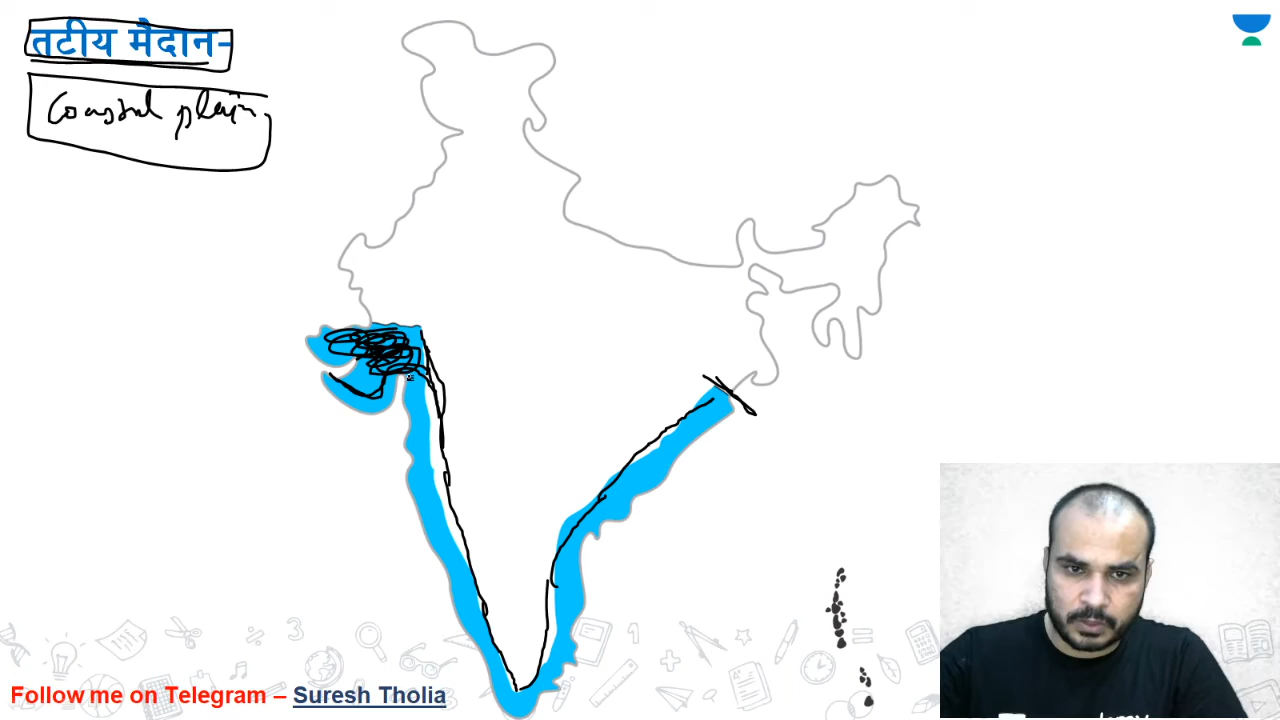 तटीय मैदान-
Coastal plain
Follow me on Telegram – Suresh Tholia